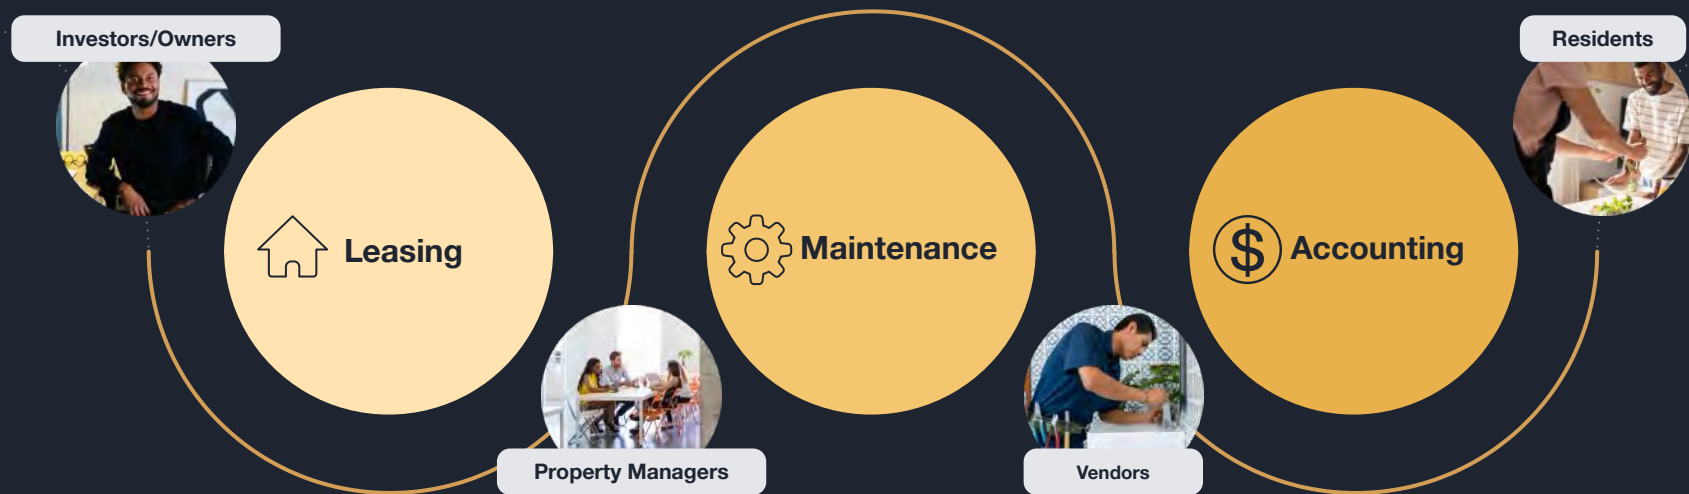 Investors/Owners
Residents
Leasing
Maintenance
$ Accounting
Property Managers
Vendors